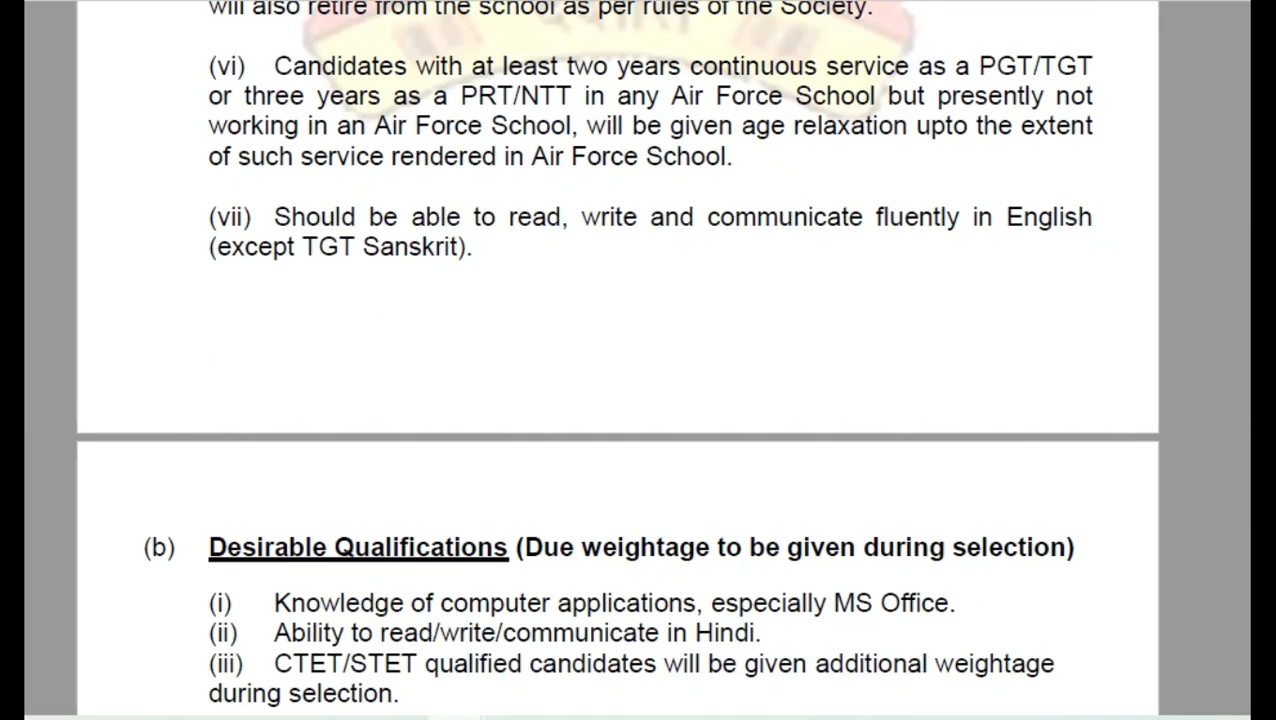 will also retire from the school as per rules of the Society.
(vi) Candidates with at least two years continuous service as a PGT/TGT
or three years as a PRT/NTT in any Air Force School but presently not
working in an Air Force School, will be given age relaxation upto the extent
of such service rendered in Air Force School.
(vii) Should be able to read, write and communicate fluently in English
(except TGT Sanskrit).
(b) Desirable Qualifications (Due weightage to be given during selection)
(i) Knowledge of computer applications, especially MS Office.
(ii) Ability to read/write/communicate in Hindi.
(iii) CTET/STET qualified candidates will be given additional weightage
during selection.